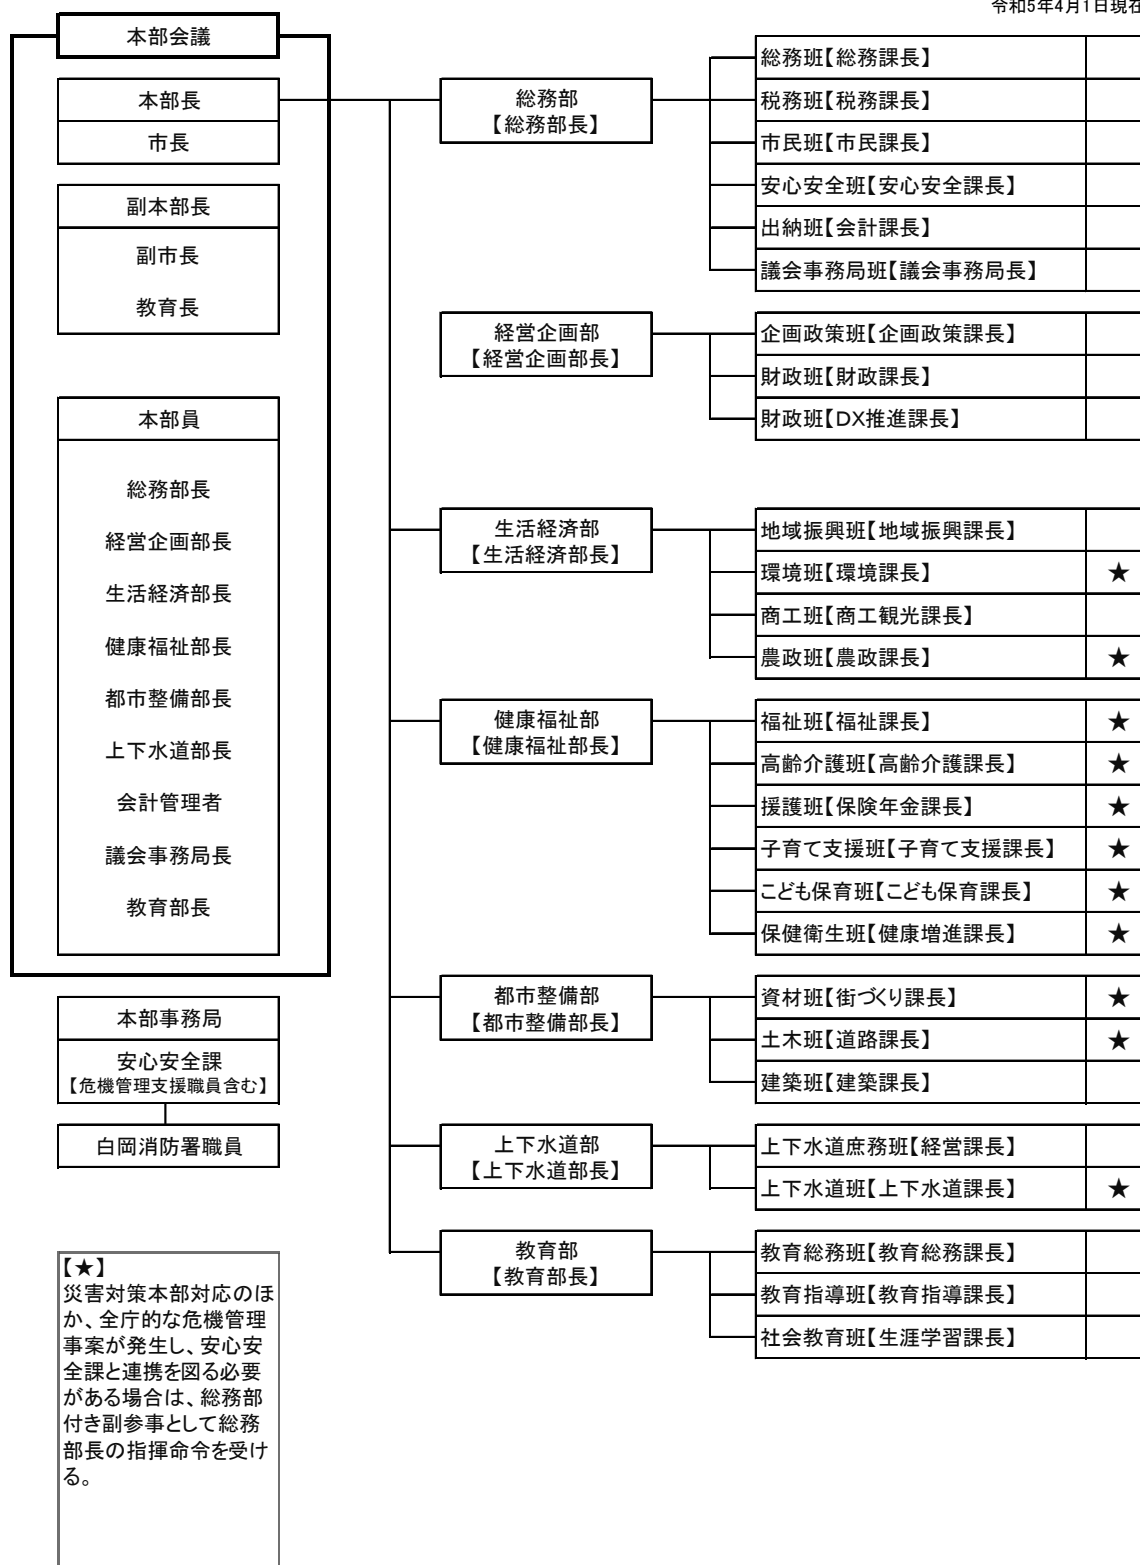 令和5年4月1日現在
本部会議
本部長
市長
副本部長
副市長
教育長
本部員
総務部長
経営企画部長
生活経済部長
健康福祉部長
都市整備部長
上下水道部長
会計管理者
議会事務局長
教育部長
本部事務局
安心安全課
【危機管理支援職員含む】
白岡消防署職員
【★】
災害対策本部対応のほ
か、全庁的な危機管理
事案が発生し、安心安
全課と連携を図る必要
がある場合は、総務部
付き副参事として総務
部長の指揮命令を受け
る。
総務部
【総務部長】
総務班【総務課長】
税務班【税務課長】
市民班【市民課長】
安心安全班【安心安全課長】
出納班【会計課長】
議会事務局班【議会事務局長】
経営企画部
【経営企画部長】
企画政策班【企画政策課長】
財政班【財政課長】
財政班【DX推進課長】
生活経済部
【生活経済部長】
地域振興班【地域振興課長】
環境班【環境課長】 ★
商工班【商工観光課長】
農政班【農政課長】 ★
健康福祉部
【健康福祉部長】
福祉班【福祉課長】 ★
高齢介護班【高齢介護課長】 ★
援護班【保険年金課長】 ★
子育て支援班【子育て支援課長】 ★
こども保育班【こども保育課長】 ★
保健衛生班【健康増進課長】 ★
都市整備部
【都市整備部長】
資材班【街づくり課長】 ★
土木班【道路課長】 ★
建築班【建築課長】
上下水道部
【上下水道部長】
上下水道庶務班【経営課長】
上下水道班【上下水道課長】 ★
教育部
【教育部長】
教育総務班【教育総務課長】
教育指導班【教育指導課長】
社会教育班【生涯学習課長】